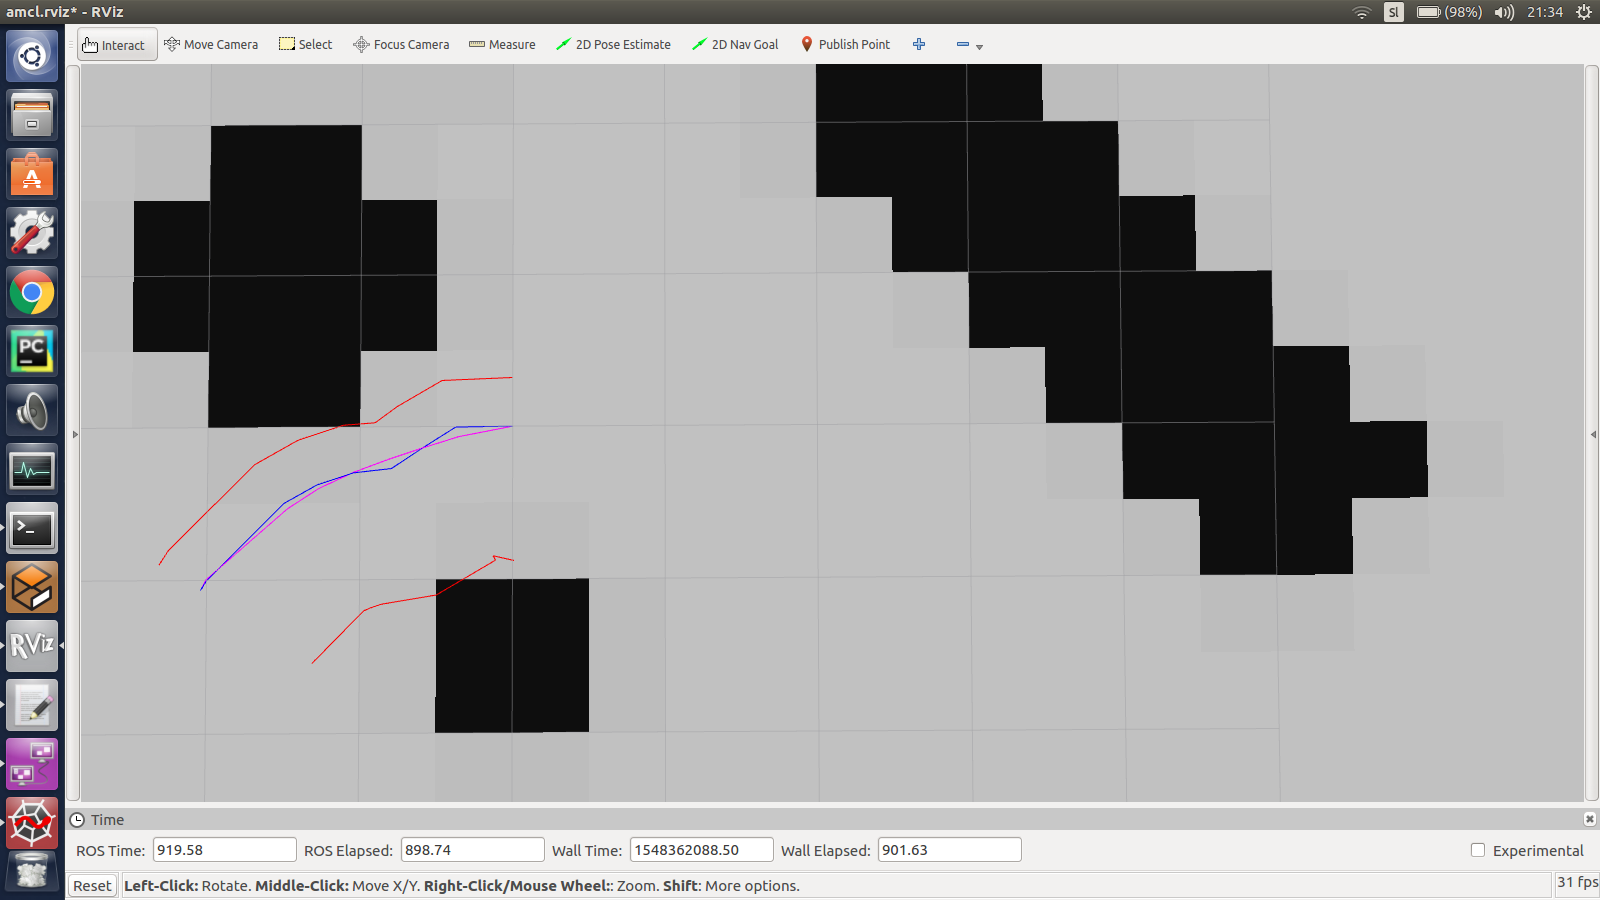 amcl.rviz* - RViz
Sl (98%) 21:34
Interact Move Camera Select Focus Camera Measure 2D Pose Estimate 2D Nav Goal Publish Point
A
PC
>_
RViz
Time
ROS Time: 919.58 ROS Elapsed: 898.74 Wall Time: 1548362088.50 Wall Elapsed: 901.63 Experimental
Reset Left-Click: Rotate. Middle-Click: Move X/Y. Right-Click/Mouse Wheel:: Zoom. Shift: More options. 31 fps